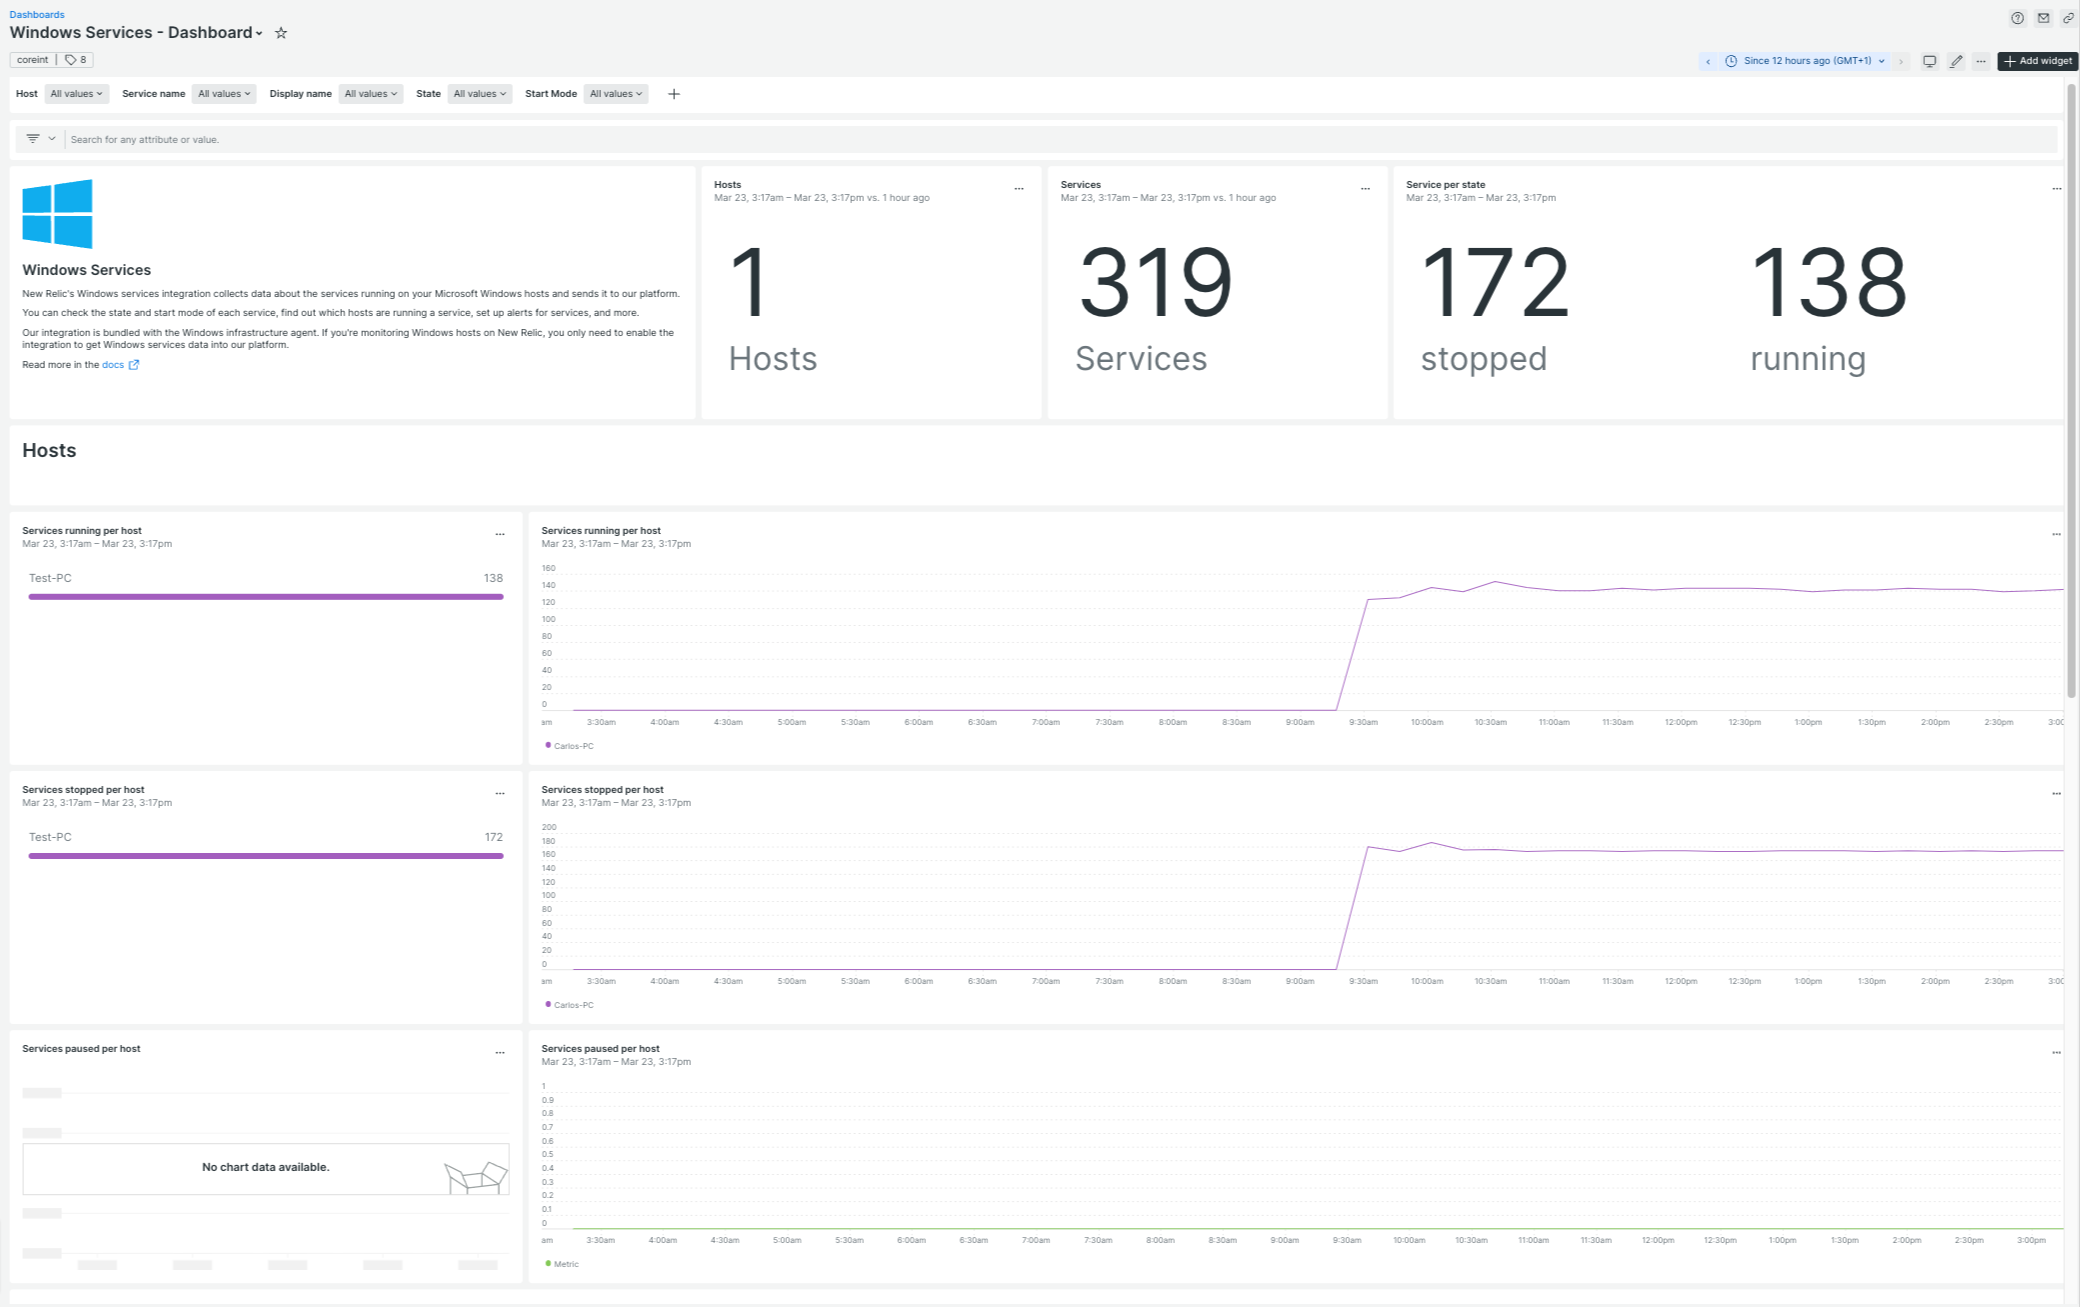 Dashboards
Windows Services - Dashboard
coreint | 8
Since 12 hours ago (GMT+1)
Add widget
Host All values Service name All values Display name All values State All values Start Mode All values
Search for any attribute or value.
Windows Services
New Relic's Windows services integration collects data about the services running on your Microsoft Windows hosts and sends it to our platform.
You can check the state and start mode of each service, find out which hosts are running a service, set up alerts for services, and more.
Our integration is bundled with the Windows infrastructure agent. If you're monitoring Windows hosts on New Relic, you only need to enable the
integration to get Windows services data into our platform.
Read more in the docs
Hosts
Mar 23, 3:17am – Mar 23, 3:17pm vs. 1 hour ago
1
Hosts
Services
Mar 23, 3:17am – Mar 23, 3:17pm vs. 1 hour ago
319
Services
Service per state
Mar 23, 3:17am – Mar 23, 3:17pm
172 138
stopped running
Hosts
Services running per host
Mar 23, 3:17am – Mar 23, 3:17pm
Test-PC 138
Services running per host
Mar 23, 3:17am – Mar 23, 3:17pm
160
140
120
100
80
60
40
20
0
am 3:30am 4:00am 4:30am 5:00am 5:30am 6:00am 6:30am 7:00am 7:30am 8:00am 8:30am 9:00am 9:30am 10:00am 10:30am 11:00am 11:30am 12:00pm 12:30pm 1:00pm 1:30pm 2:00pm 2:30pm 3:00
Carlos-PC
Services stopped per host
Mar 23, 3:17am – Mar 23, 3:17pm
Test-PC 172
Services stopped per host
Mar 23, 3:17am – Mar 23, 3:17pm
200
180
160
140
120
100
80
60
40
20
0
am 3:30am 4:00am 4:30am 5:00am 5:30am 6:00am 6:30am 7:00am 7:30am 8:00am 8:30am 9:00am 9:30am 10:00am 10:30am 11:00am 11:30am 12:00pm 12:30pm 1:00pm 1:30pm 2:00pm 2:30pm 3:00
Carlos-PC
Services paused per host
No chart data available.
Services paused per host
Mar 23, 3:17am – Mar 23, 3:17pm
1
0.9
0.8
0.7
0.6
0.5
0.4
0.3
0.2
0.1
0
am 3:30am 4:00am 4:30am 5:00am 5:30am 6:00am 6:30am 7:00am 7:30am 8:00am 8:30am 9:00am 9:30am 10:00am 10:30am 11:00am 11:30am 12:00pm 12:30pm 1:00pm 1:30pm 2:00pm 2:30pm 3:00pm
Metric